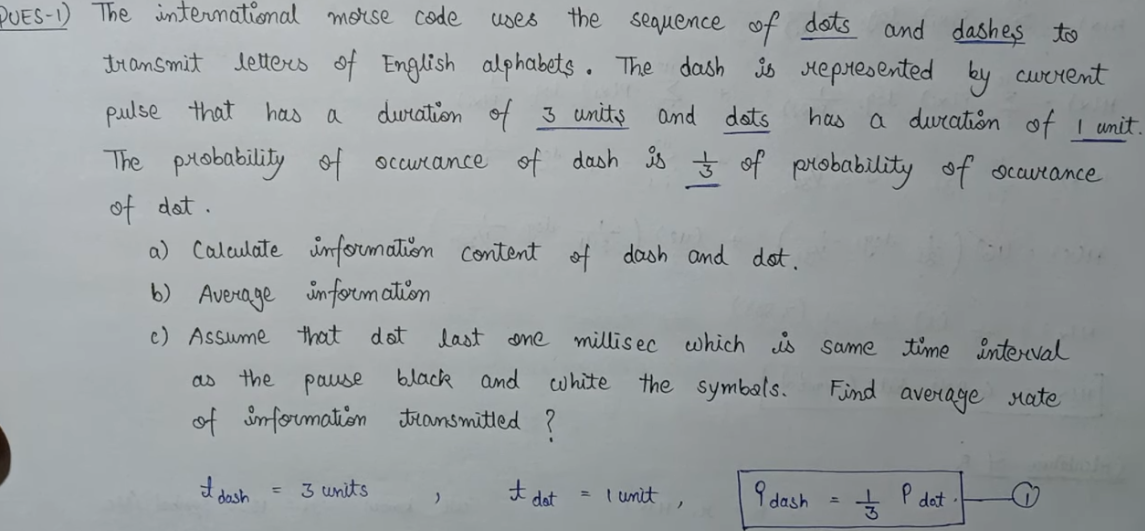 QUES-1) The international morse code uses the sequence of dots and dashes to
transmit letters of English alphabets. The dash is represented by current
pulse that has a duration of 3 units and dots has a duration of 1 unit.
The probability of occurance of dash is 1/3 of probability of occurance
of dot.
a) Calculate information content of dash and dot.
b) Average information
c) Assume that dot last one millisec which is same time interval
as the pause black and white the symbols. Find average rate
of information transmitted ?
t dash = 3 units , t dot = 1 unit , P dash = 1/3 P dot. — 1